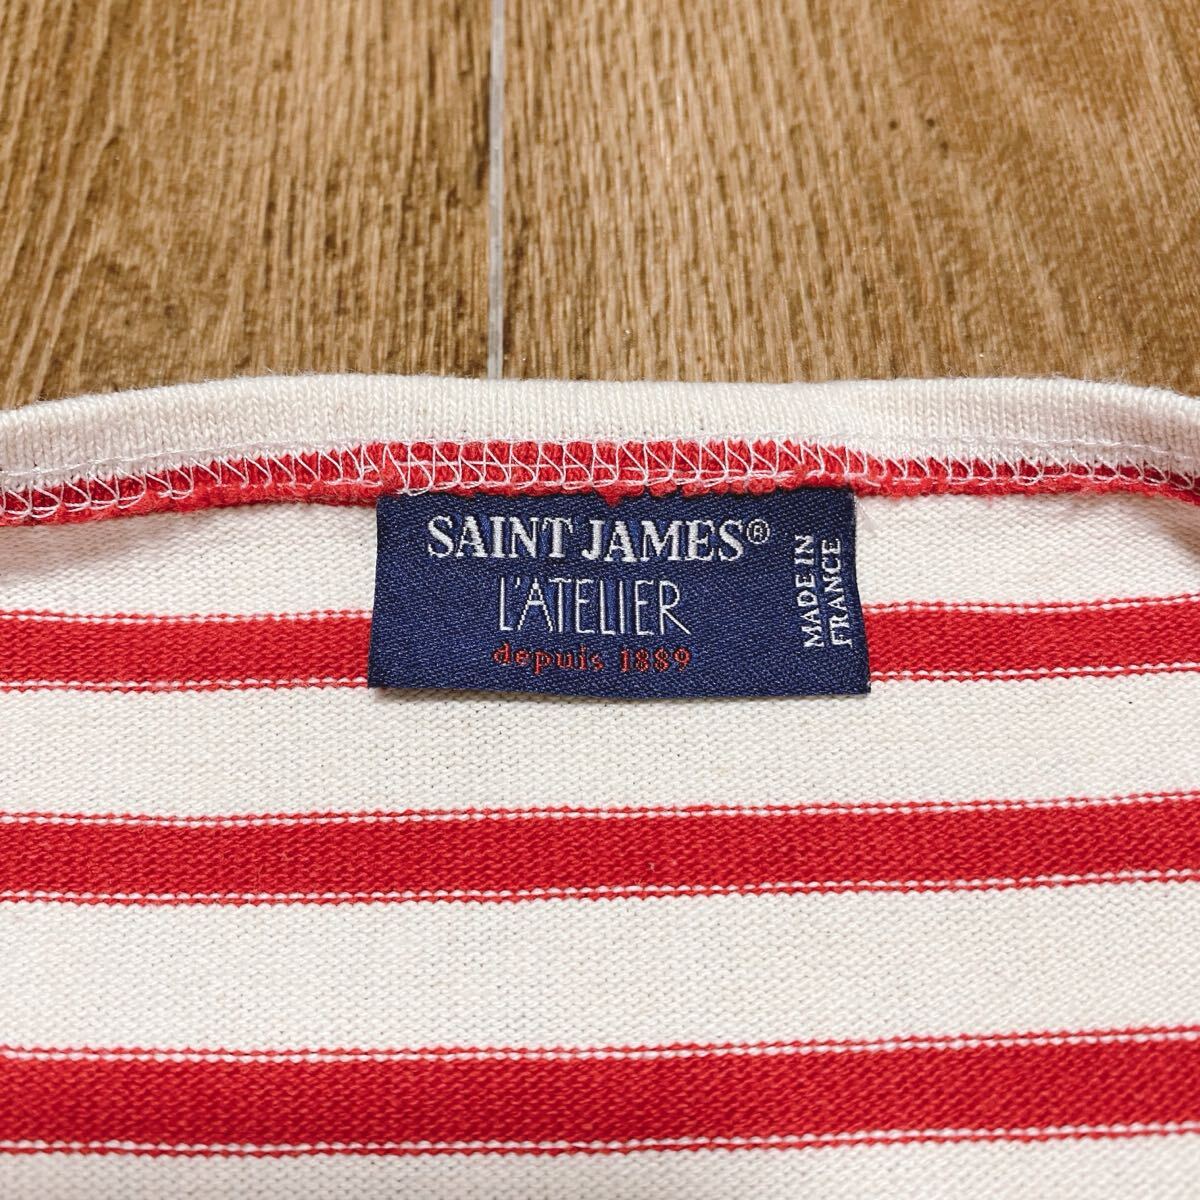 SAINT JAMES®
L'ATELIER
depuis 1889
MADE IN
FRANCE